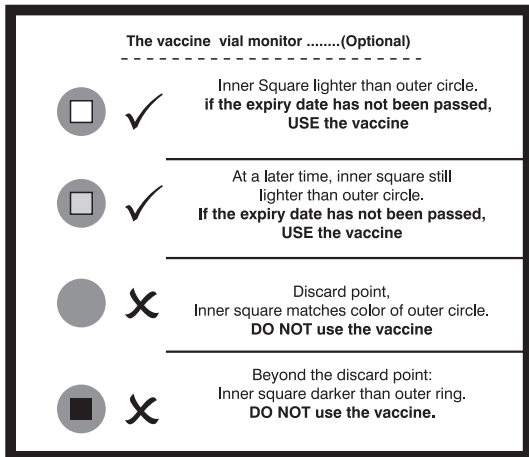 The vaccine vial monitor ........(Optional)
Inner Square lighter than outer circle.
if the expiry date has not been passed,
USE the vaccine
At a later time, inner square still
lighter than outer circle.
If the expiry date has not been passed,
USE the vaccine
Discard point,
Inner square matches color of outer circle.
DO NOT use the vaccine
Beyond the discard point:
Inner square darker than outer ring.
DO NOT use the vaccine.